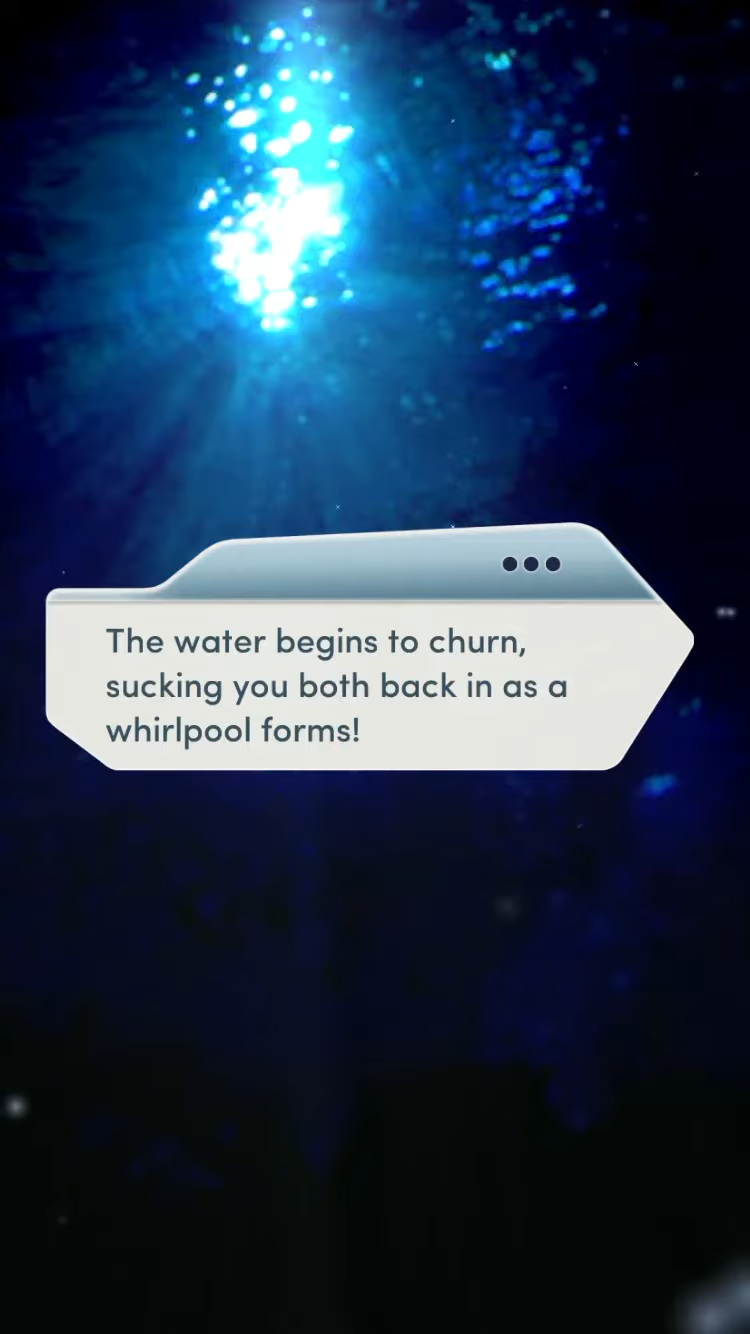 The water begins to churn,
sucking you both back in as a
whirlpool forms!